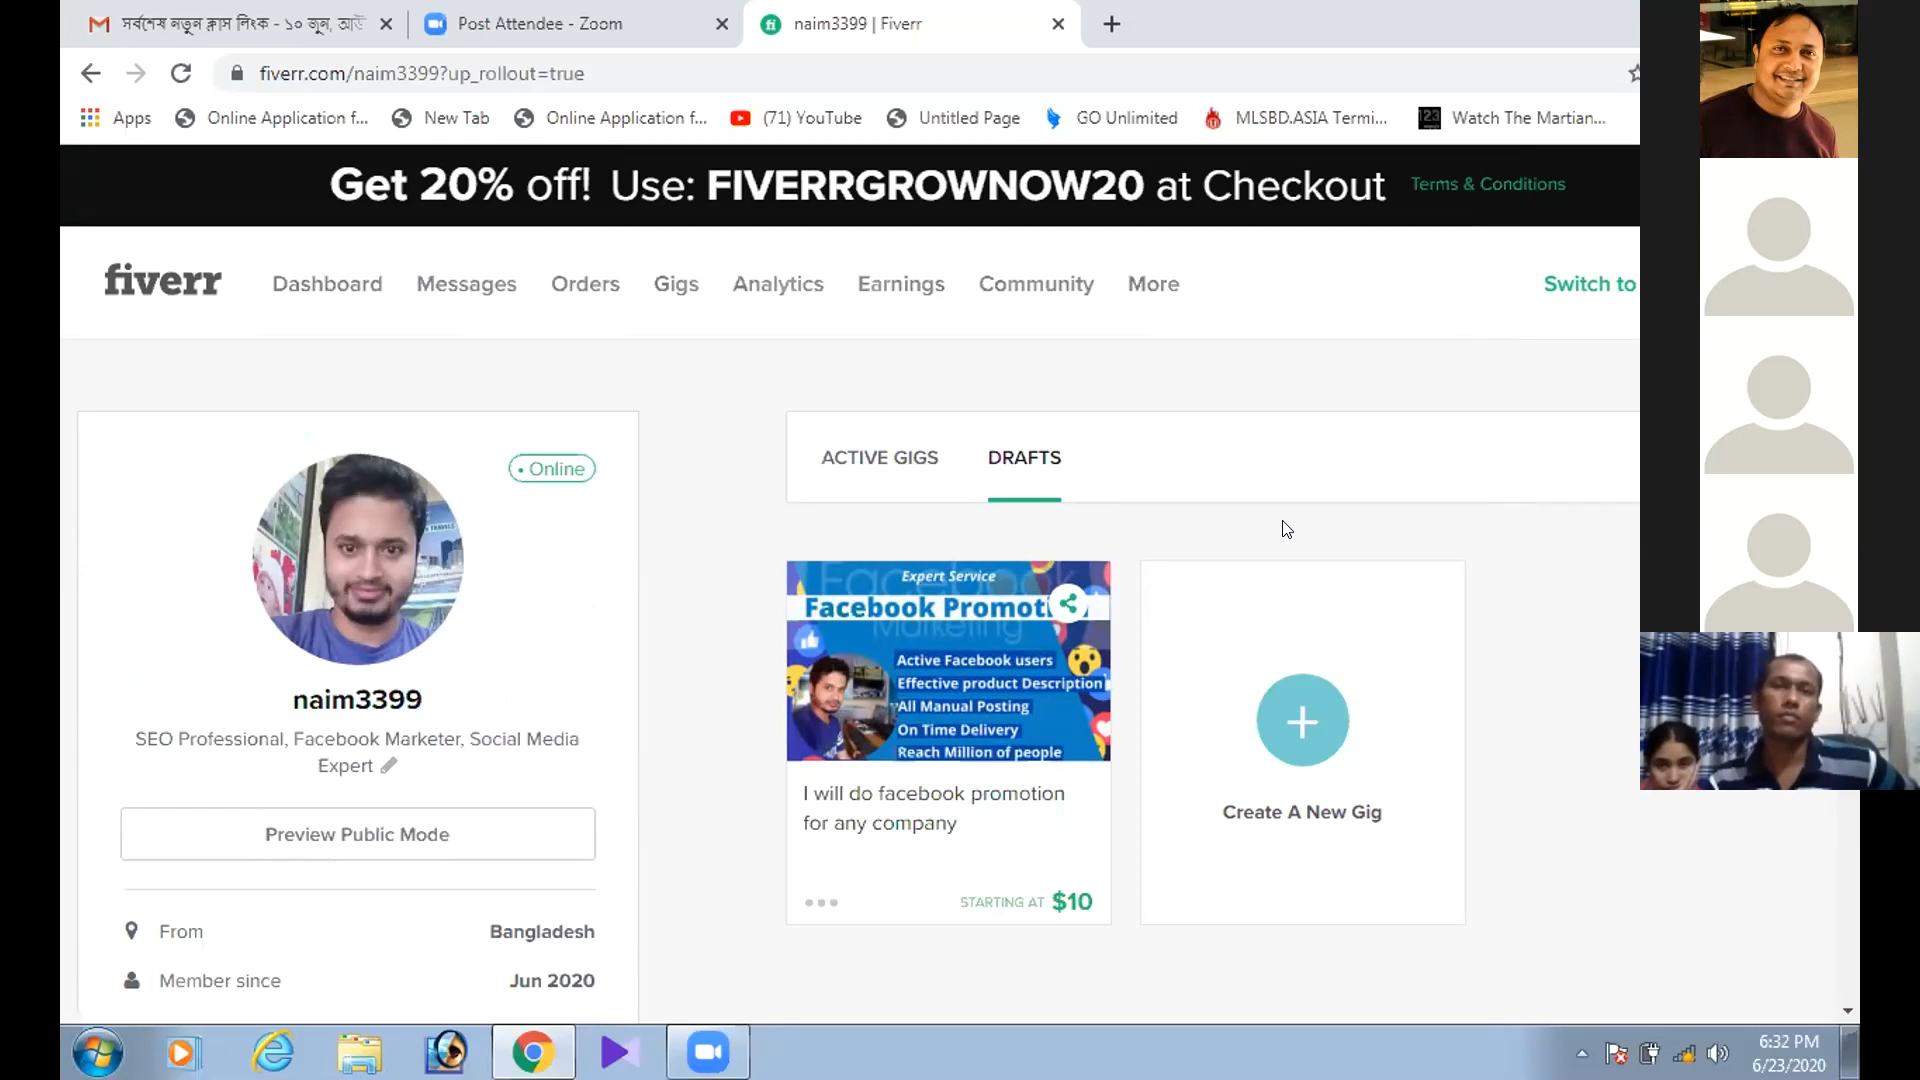 সর্বশেষ নতুন ক্লাস লিংক - ১০ জুন, আউ
Post Attendee - Zoom
naim3399 | Fiverr
fiverr.com/naim3399?up_rollout=true
Apps
Online Application f...
New Tab
Online Application f...
(71) YouTube
Untitled Page
GO Unlimited
MLSBD.ASIA Termi...
123
Watch The Martian...
Get 20% off! Use: FIVERRGROWNOW20 at Checkout
Terms & Conditions
fiverr
Dashboard
Messages
Orders
Gigs
Analytics
Earnings
Community
More
Switch to
• Online
naim3399
SEO Professional, Facebook Marketer, Social Media
Expert
Preview Public Mode
From
Bangladesh
Member since
Jun 2020
ACTIVE GIGS
DRAFTS
Expert Service
Facebook Promoti
Marketing
Active Facebook users
Effective product Description
All Manual Posting
On Time Delivery
Reach Million of people
I will do facebook promotion
for any company
STARTING AT $10
Create A New Gig
6:32 PM
6/23/2020